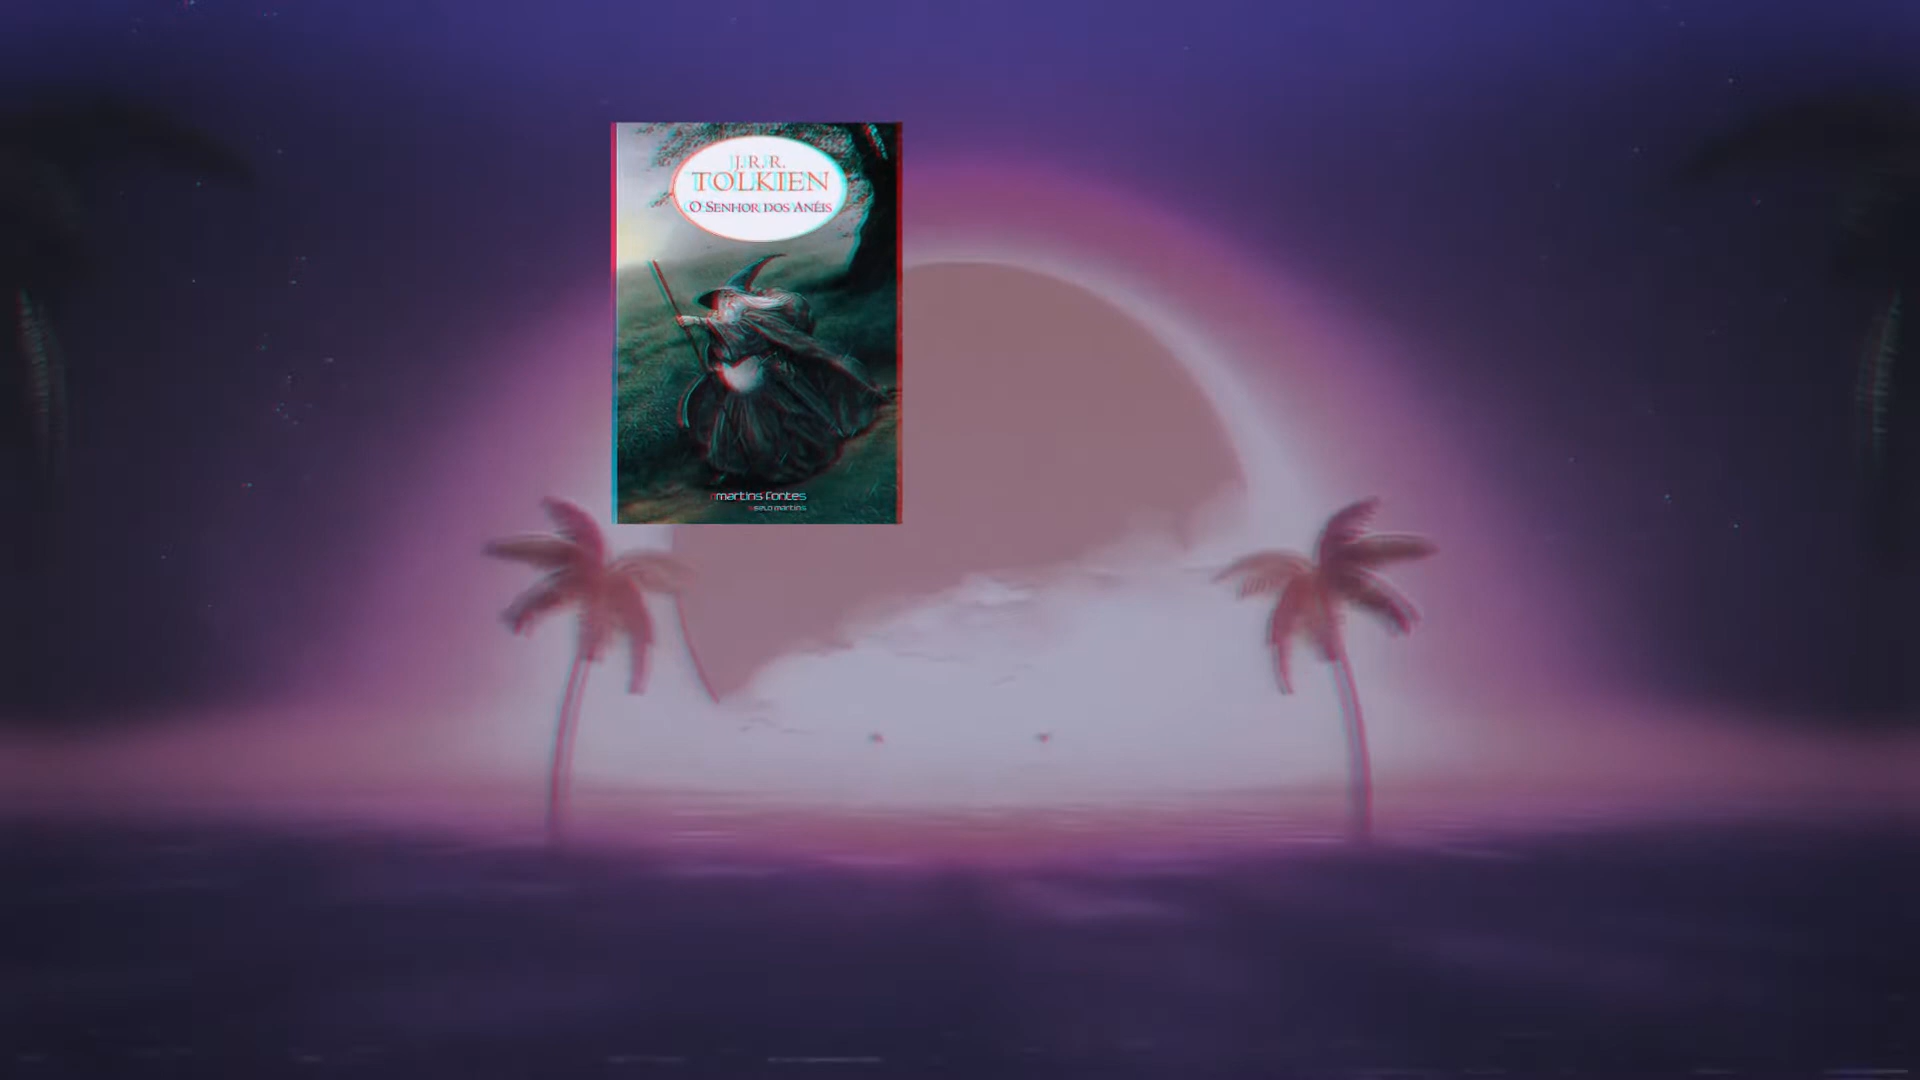 J.R.R.
TOLKIEN
O SENHOR DOS ANÉIS
martins fontes
selo martins